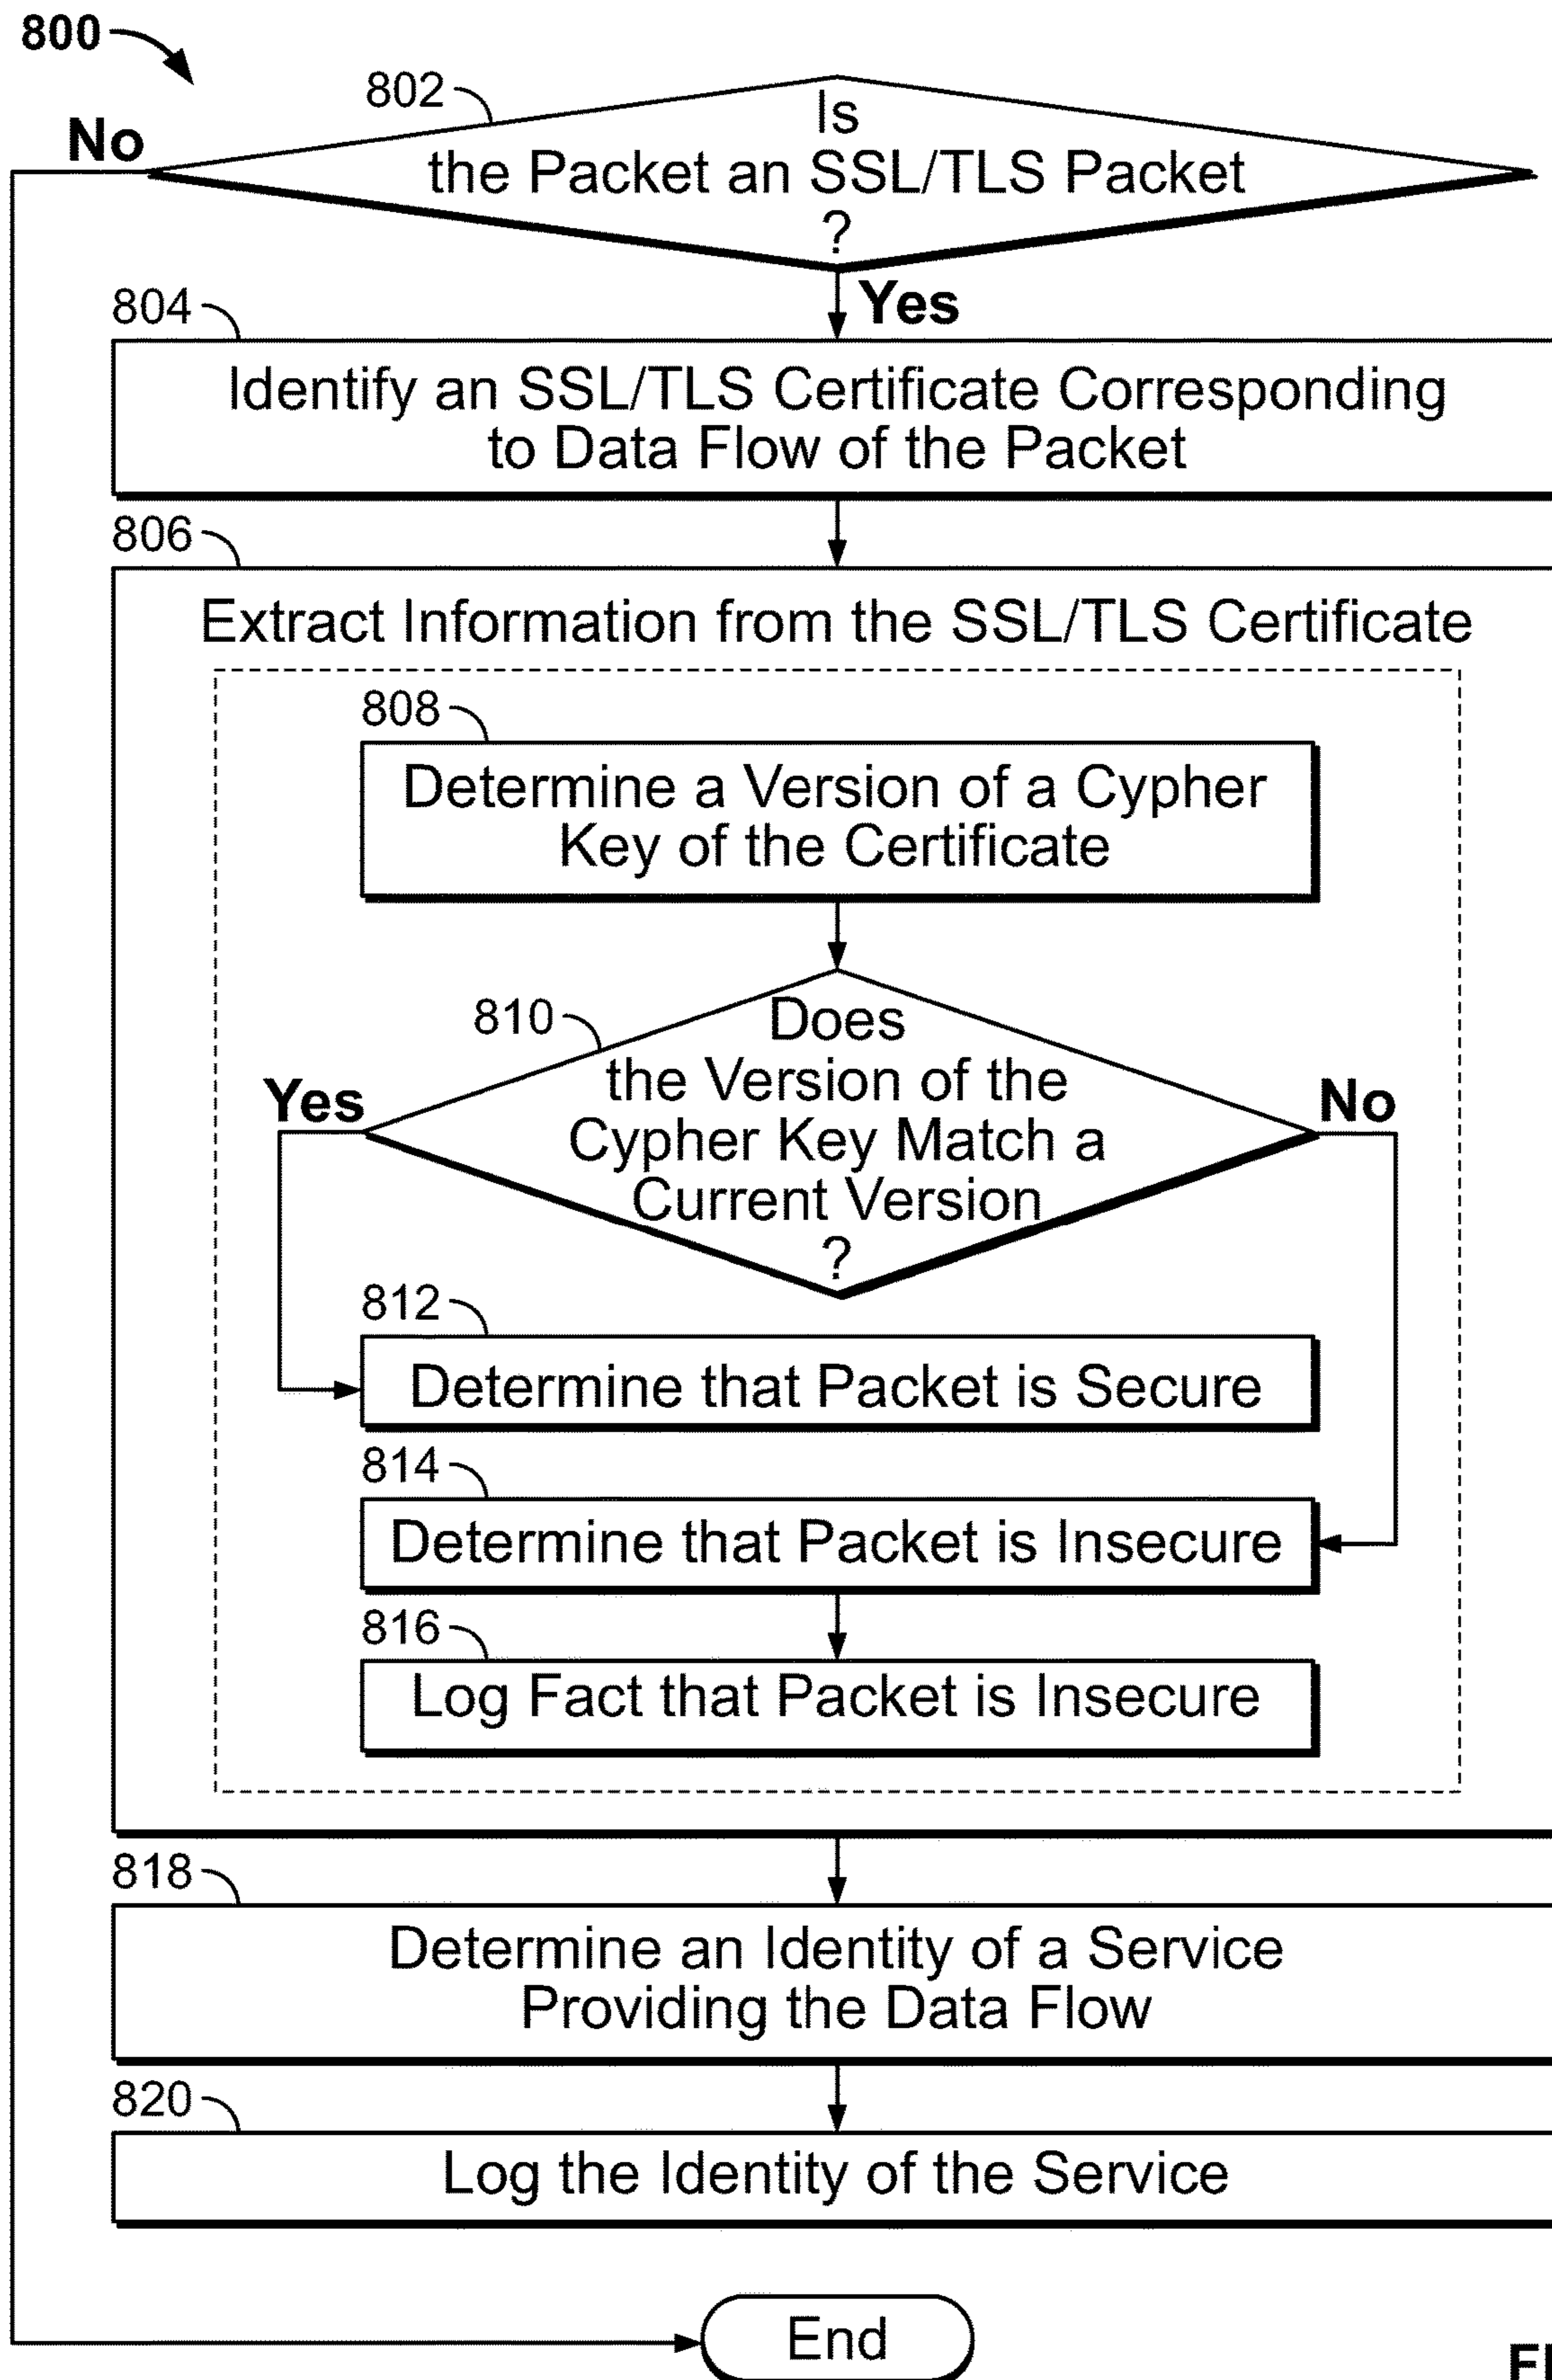 800
802
No
Is
the Packet an SSL/TLS Packet
?
Yes
804
Identify an SSL/TLS Certificate Corresponding
to Data Flow of the Packet
806
Extract Information from the SSL/TLS Certificate
808
Determine a Version of a Cypher
Key of the Certificate
810
Does
the Version of the
Cypher Key Match a
Current Version
?
Yes
No
812
Determine that Packet is Secure
814
Determine that Packet is Insecure
816
Log Fact that Packet is Insecure
818
Determine an Identity of a Service
Providing the Data Flow
820
Log the Identity of the Service
End